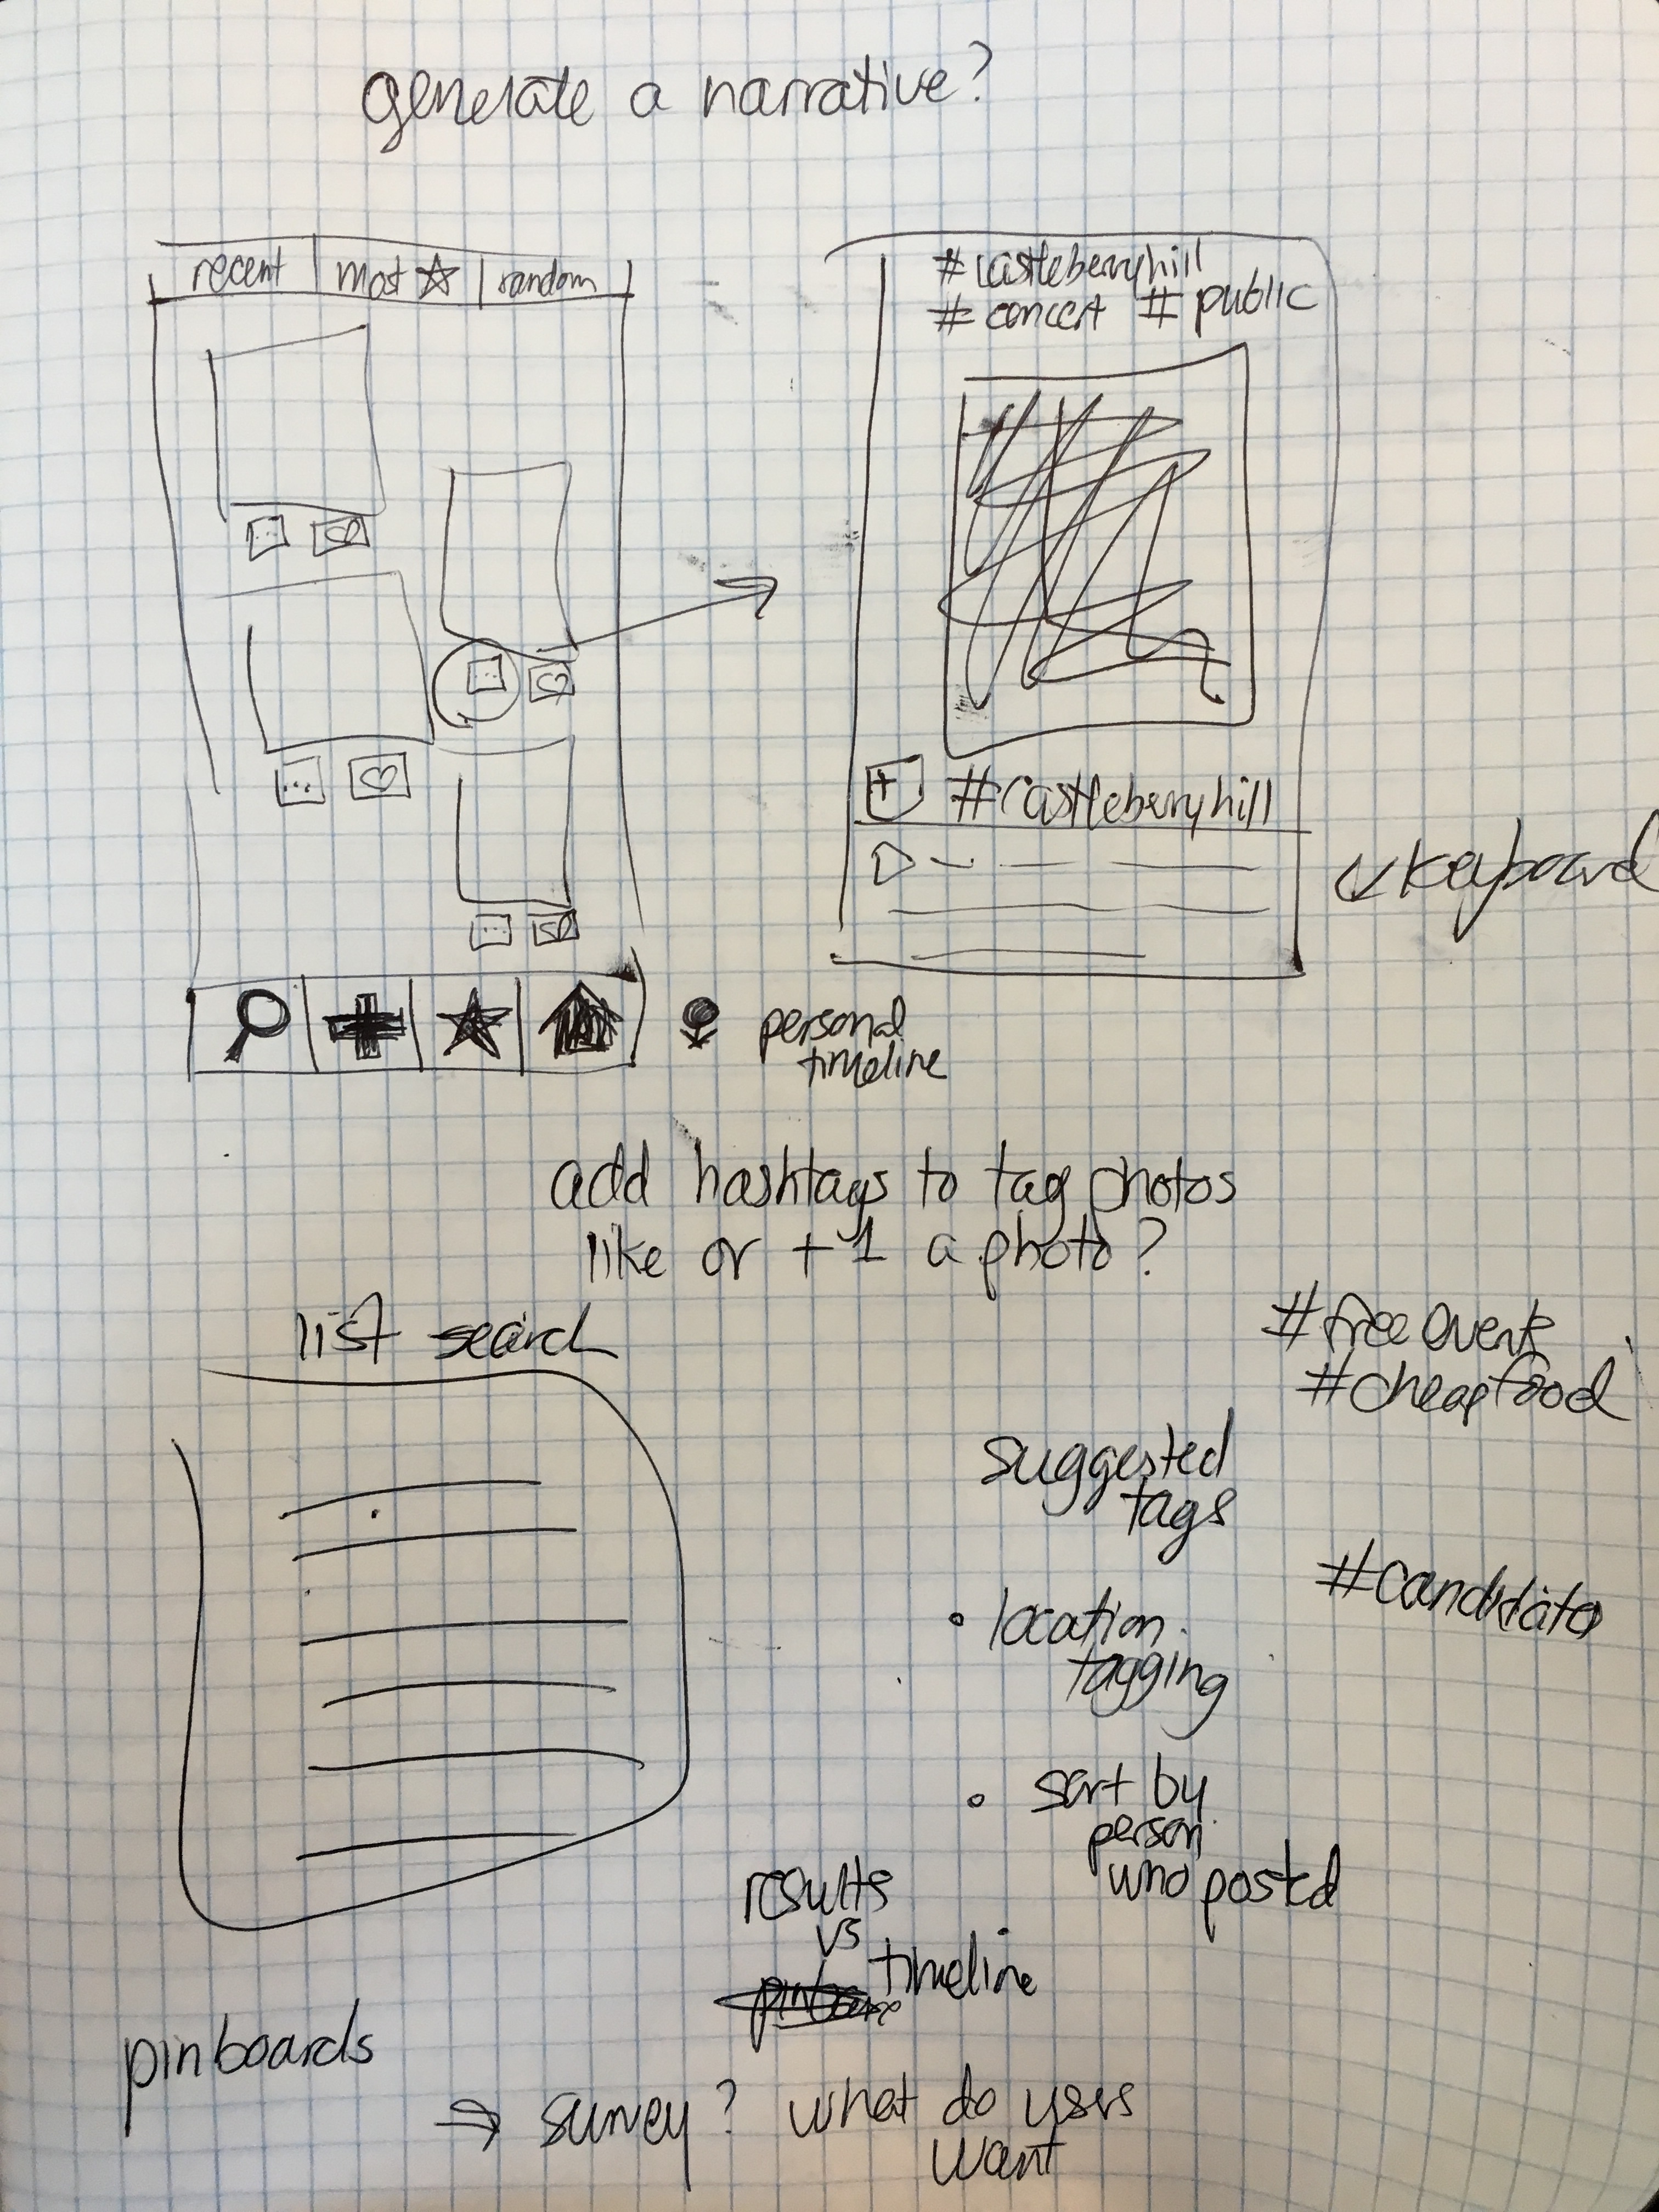 generate a narrative?
recent | most ☆ | random
#castleberryhill
#concert #public
+ #castleberryhill
keyboard
personal
timeline
add hashtags to tag photos
like or +1 a photo?
list search
#freeevent
#cheapfood
suggested
tags
#candidate
• location
tagging
• sort by
person
who posted
results
vs
timeline
pinboards
⇒ survey? what do users
want